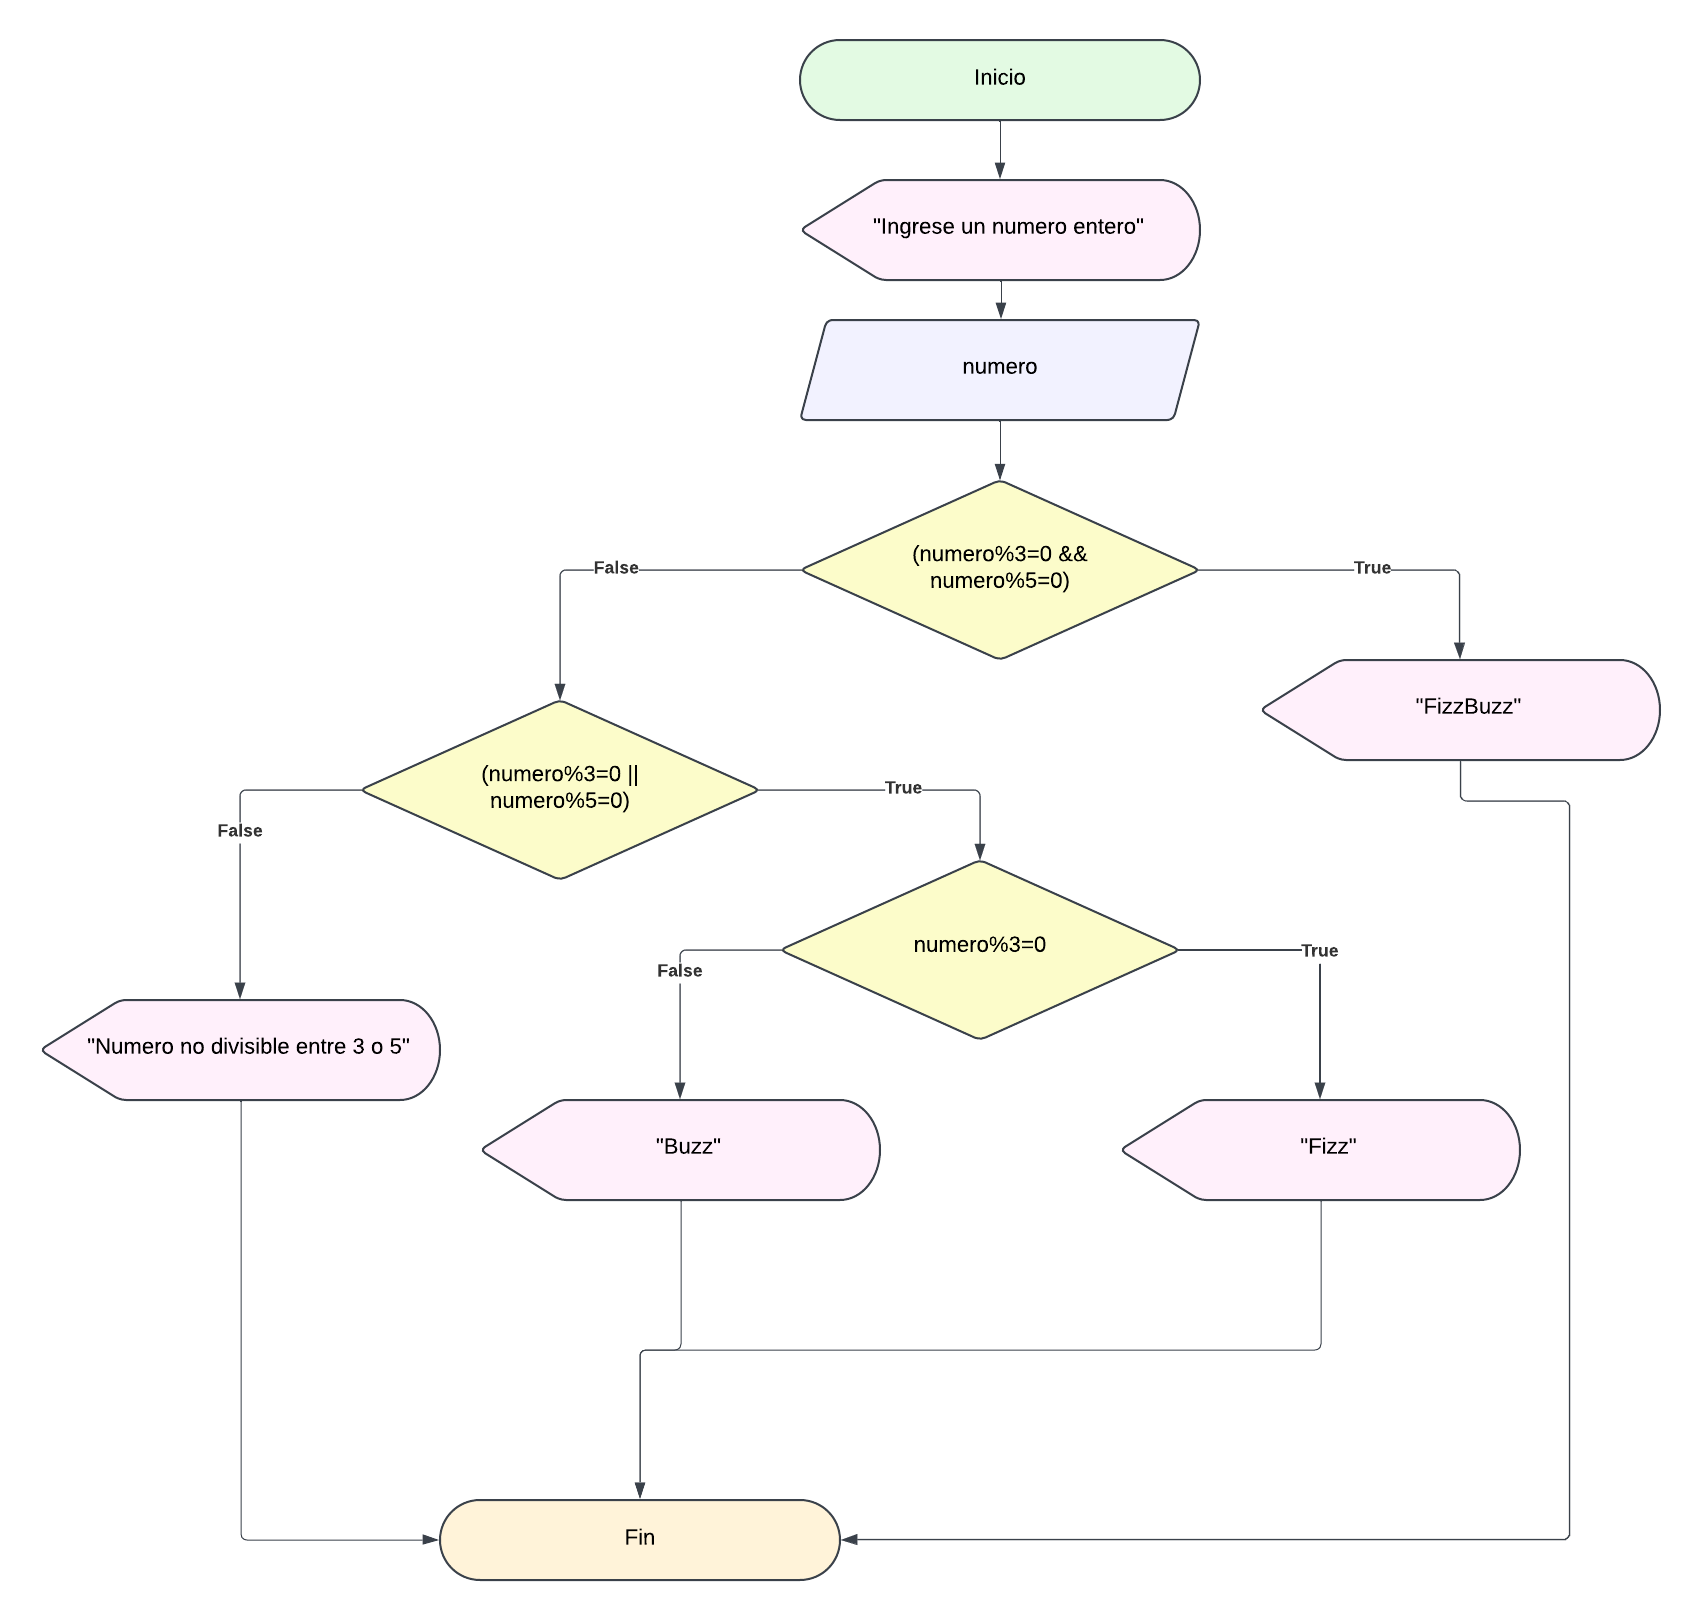 Inicio
"Ingrese un numero entero"
numero
(numero%3=0 &&
numero%5=0)
False
True
"FizzBuzz"
(numero%3=0 ||
numero%5=0)
False
True
numero%3=0
False
True
"Numero no divisible entre 3 o 5"
"Buzz"
"Fizz"
Fin